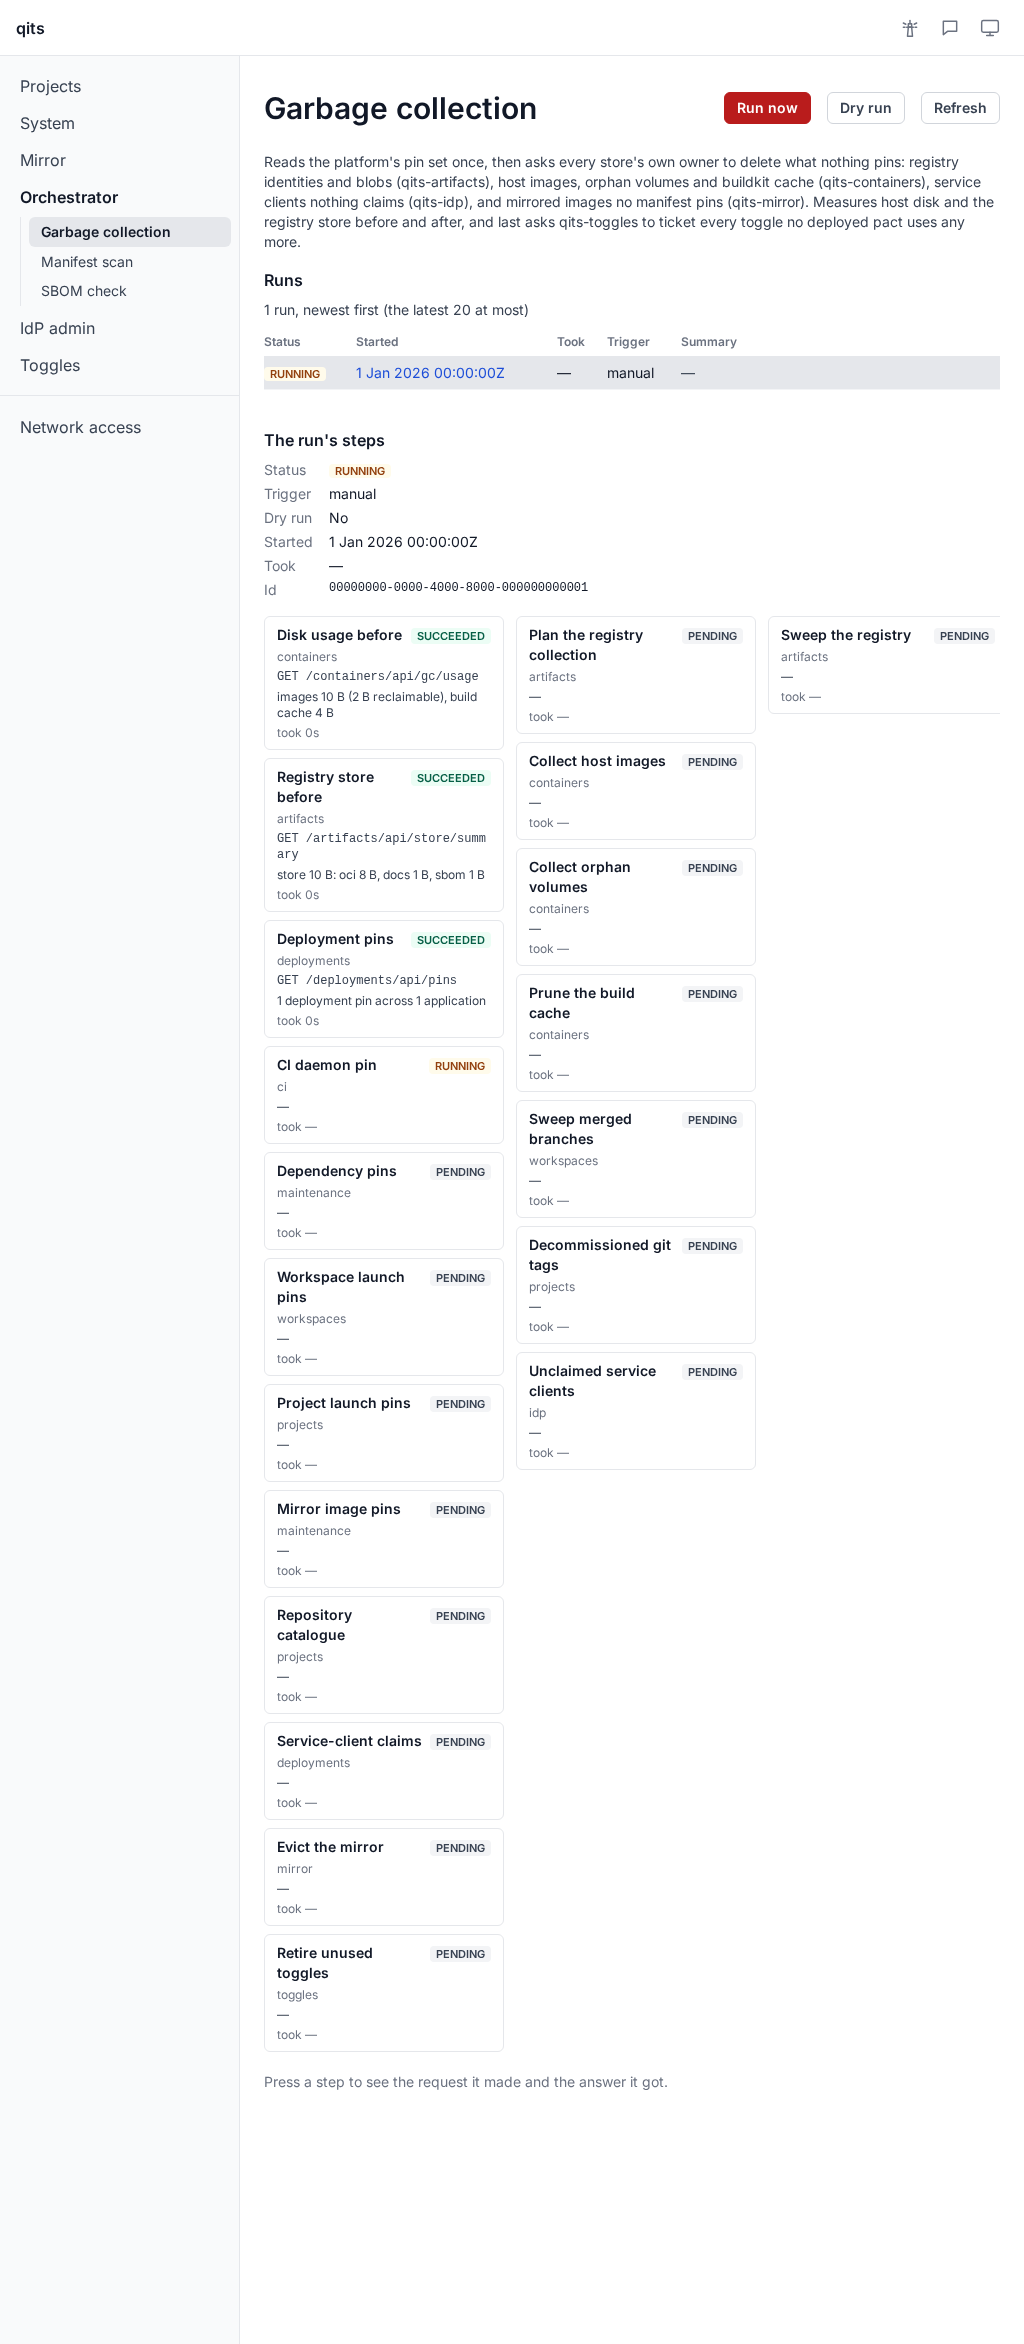 qits
Projects
System
Mirror
Orchestrator
Garbage collection
Manifest scan
SBOM check
IdP admin
Toggles
Network access
Garbage collection
Run now
Dry run
Refresh
Reads the platform's pin set once, then asks every store's own owner to delete what nothing pins: registry
identities and blobs (qits-artifacts), host images, orphan volumes and buildkit cache (qits-containers), service
clients nothing claims (qits-idp), and mirrored images no manifest pins (qits-mirror). Measures host disk and the
registry store before and after, and last asks qits-toggles to ticket every toggle no deployed pact uses any
more.
Runs
1 run, newest first (the latest 20 at most)
Status Started Took Trigger Summary
RUNNING 1 Jan 2026 00:00:00Z — manual —
The run's steps
Status RUNNING
Trigger manual
Dry run No
Started 1 Jan 2026 00:00:00Z
Took —
Id 00000000-0000-4000-8000-000000000001
Disk usage before SUCCEEDED
containers
GET /containers/api/gc/usage
images 10 B (2 B reclaimable), build
cache 4 B
took 0s
Registry store
before
SUCCEEDED
artifacts
GET /artifacts/api/store/summ
ary
store 10 B: oci 8 B, docs 1 B, sbom 1 B
took 0s
Deployment pins SUCCEEDED
deployments
GET /deployments/api/pins
1 deployment pin across 1 application
took 0s
CI daemon pin RUNNING
ci
—
took —
Dependency pins PENDING
maintenance
—
took —
Workspace launch
pins
PENDING
workspaces
—
took —
Project launch pins PENDING
projects
—
took —
Mirror image pins PENDING
maintenance
—
took —
Repository
catalogue
PENDING
projects
—
took —
Service-client claims PENDING
deployments
—
took —
Evict the mirror PENDING
mirror
—
took —
Retire unused
toggles
PENDING
toggles
—
took —
Plan the registry
collection
PENDING
artifacts
—
took —
Collect host images PENDING
containers
—
took —
Collect orphan
volumes
PENDING
containers
—
took —
Prune the build
cache
PENDING
containers
—
took —
Sweep merged
branches
PENDING
workspaces
—
took —
Decommissioned git
tags
PENDING
projects
—
took —
Unclaimed service
clients
PENDING
idp
—
took —
Sweep the registry PENDING
artifacts
—
took —
Press a step to see the request it made and the answer it got.